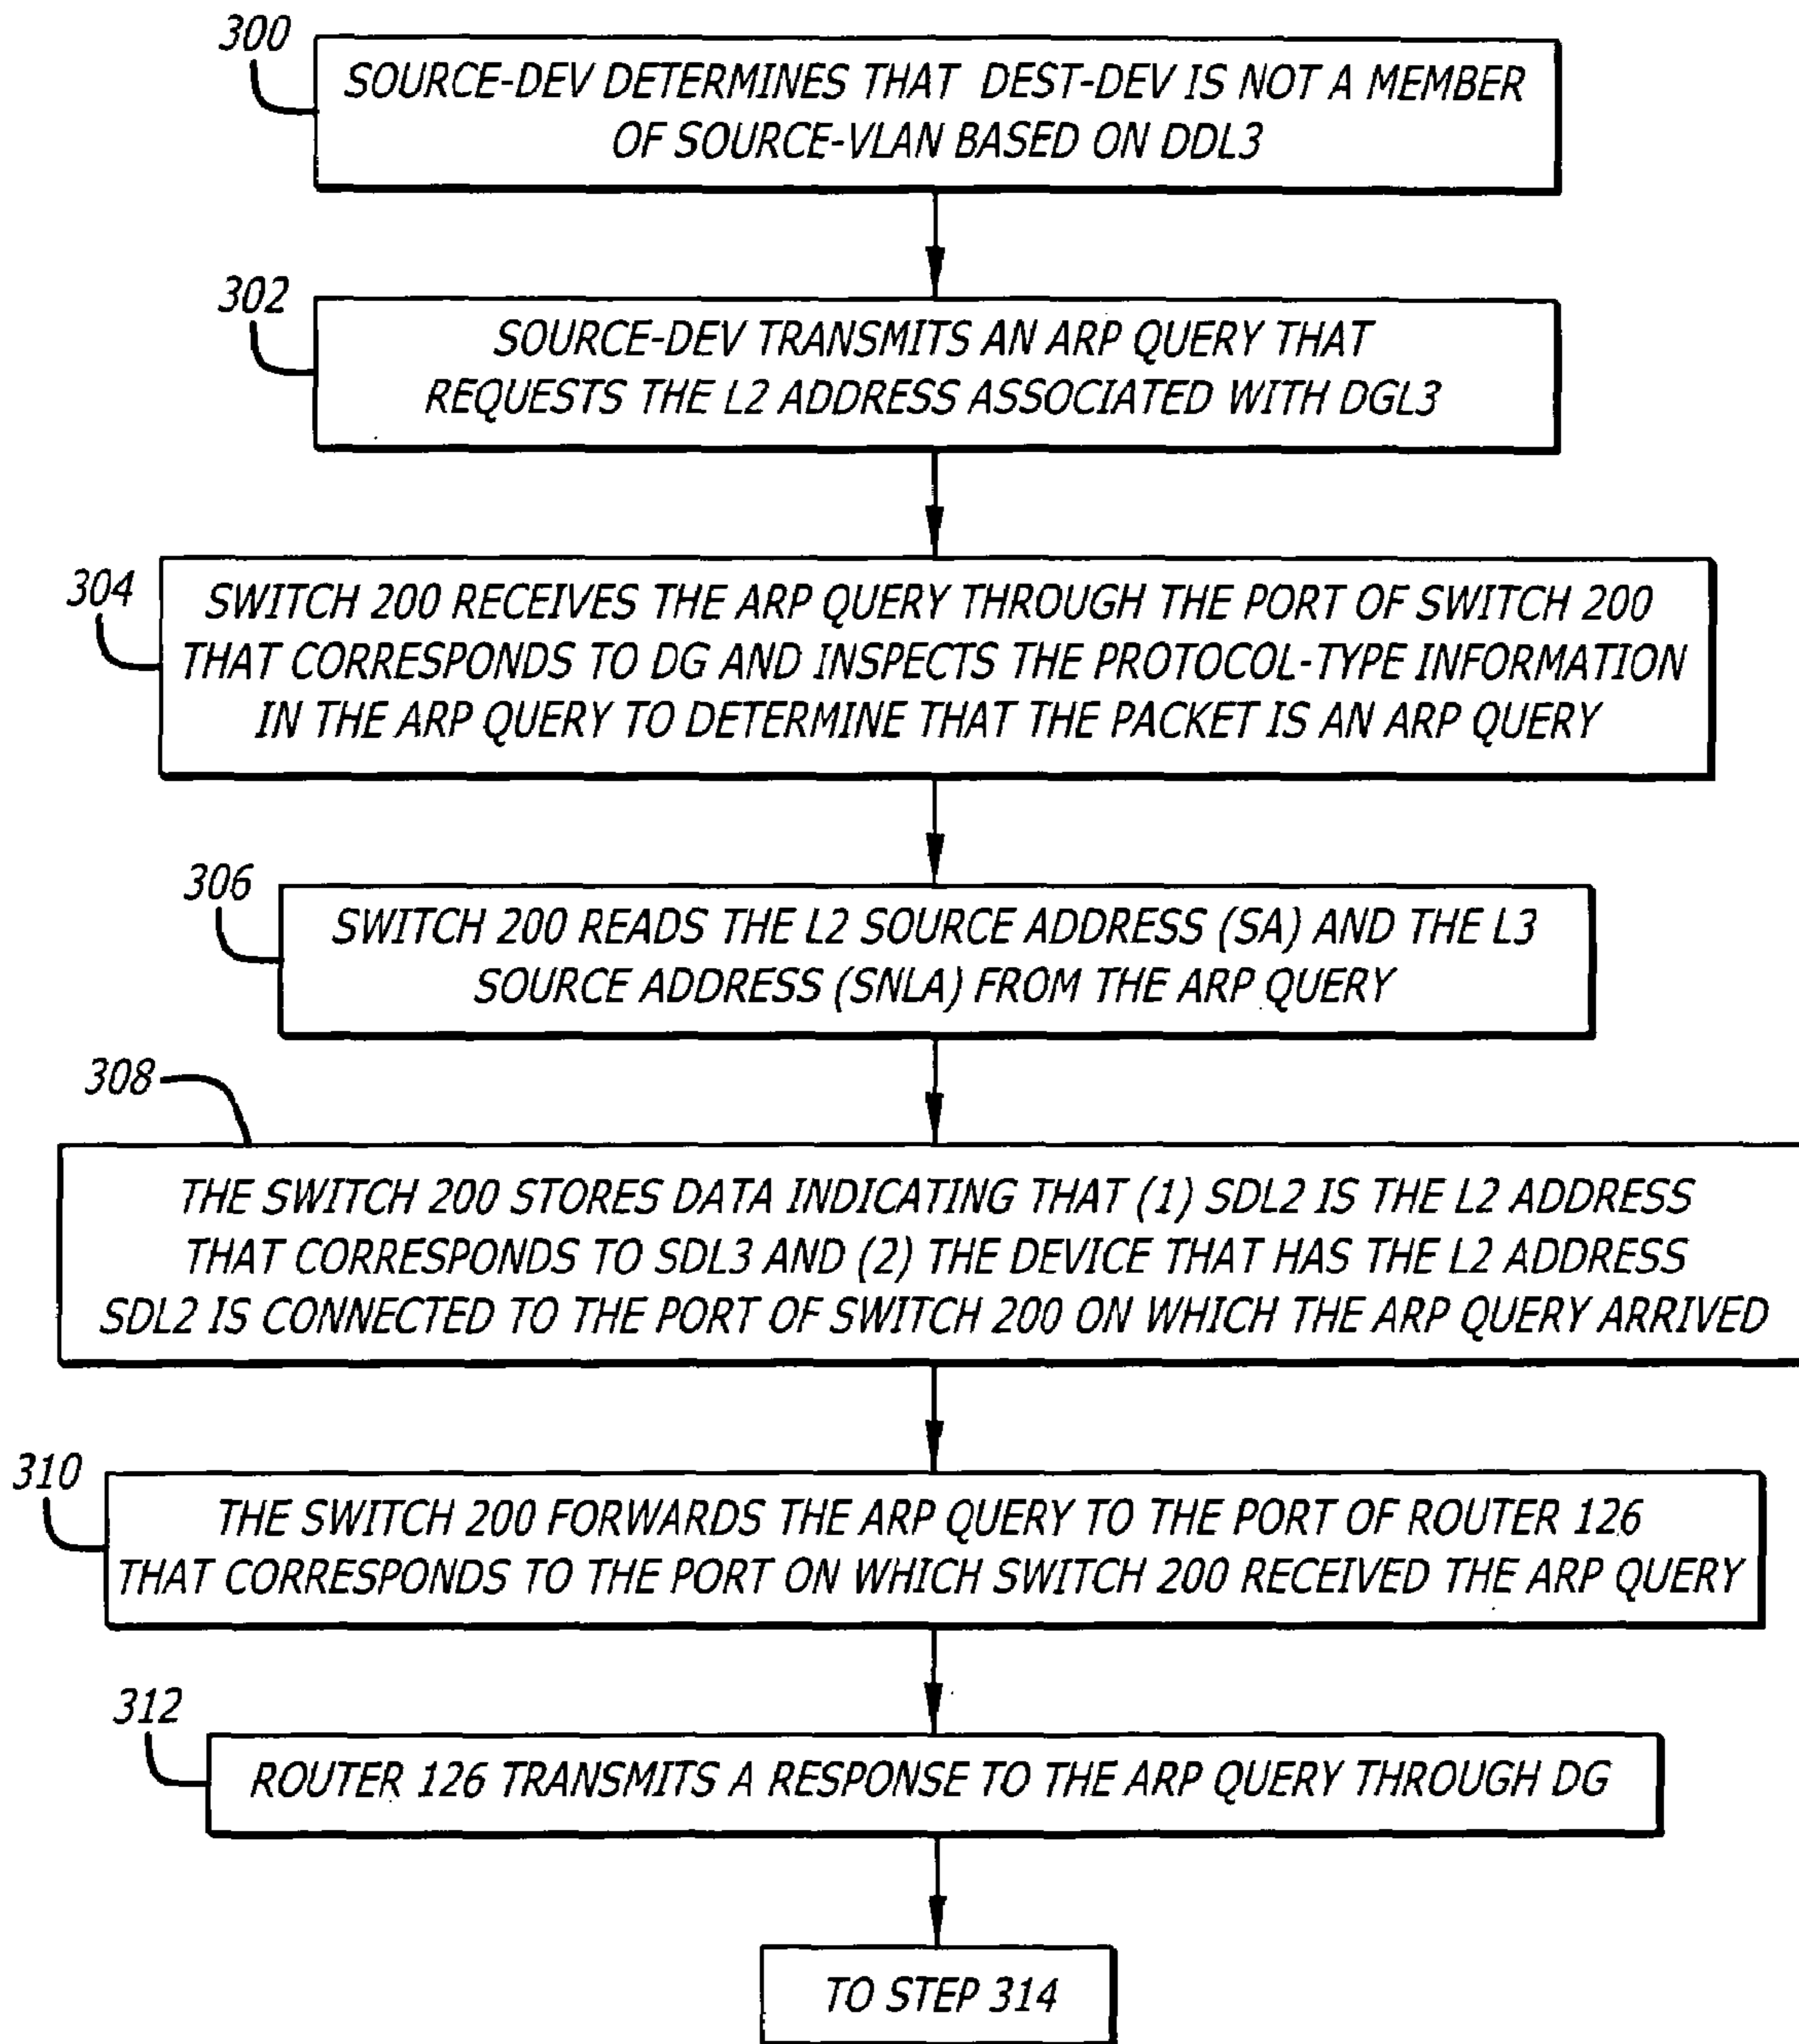 300
SOURCE-DEV DETERMINES THAT DEST-DEV IS NOT A MEMBER
OF SOURCE-VLAN BASED ON DDL3
302
SOURCE-DEV TRANSMITS AN ARP QUERY THAT
REQUESTS THE L2 ADDRESS ASSOCIATED WITH DGL3
304
SWITCH 200 RECEIVES THE ARP QUERY THROUGH THE PORT OF SWITCH 200
THAT CORRESPONDS TO DG AND INSPECTS THE PROTOCOL-TYPE INFORMATION
IN THE ARP QUERY TO DETERMINE THAT THE PACKET IS AN ARP QUERY
306
SWITCH 200 READS THE L2 SOURCE ADDRESS (SA) AND THE L3
SOURCE ADDRESS (SNLA) FROM THE ARP QUERY
308
THE SWITCH 200 STORES DATA INDICATING THAT (1) SDL2 IS THE L2 ADDRESS
THAT CORRESPONDS TO SDL3 AND (2) THE DEVICE THAT HAS THE L2 ADDRESS
SDL2 IS CONNECTED TO THE PORT OF SWITCH 200 ON WHICH THE ARP QUERY ARRIVED
310
THE SWITCH 200 FORWARDS THE ARP QUERY TO THE PORT OF ROUTER 126
THAT CORRESPONDS TO THE PORT ON WHICH SWITCH 200 RECEIVED THE ARP QUERY
312
ROUTER 126 TRANSMITS A RESPONSE TO THE ARP QUERY THROUGH DG
TO STEP 314